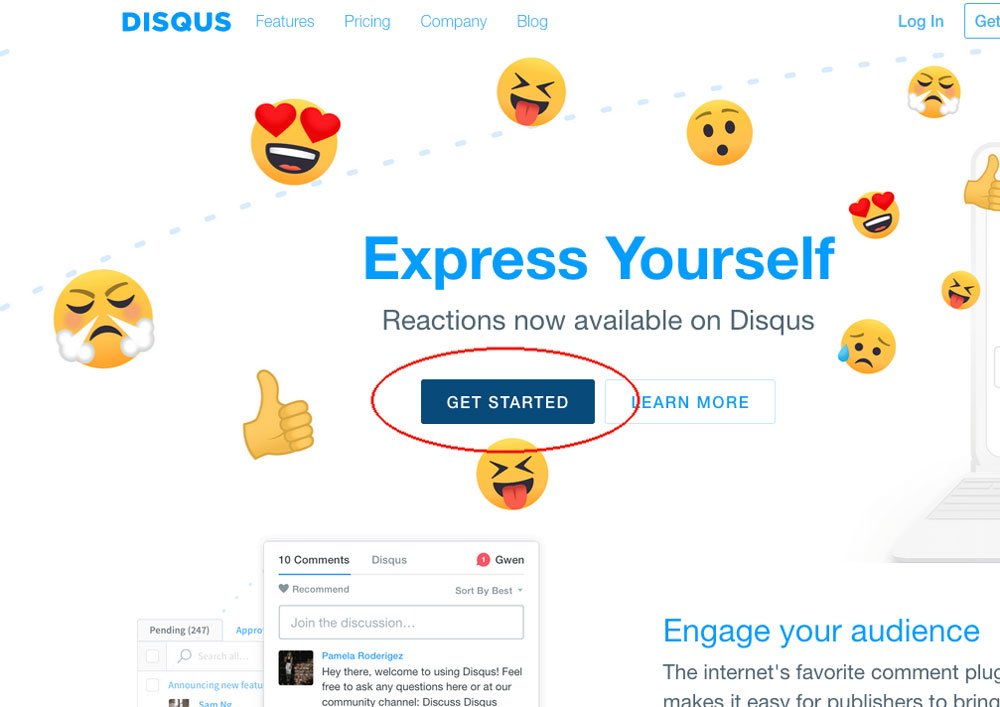 DISQUS Features Pricing Company Blog Log In Get
Express Yourself
Reactions now available on Disqus
GET STARTED LEARN MORE
10 Comments Disqus 1 Gwen
Recommend Sort By Best
Join the discussion...
Pamela Roderigez
Hey there, welcome to using Disqus! Feel
free to ask any questions here or at our
community channel: Discuss Disqus
Pending (247) Appro
Search all...
Announcing new featu
Sam Ng
Engage your audience
The internet's favorite comment plug
makes it easy for publishers to bring